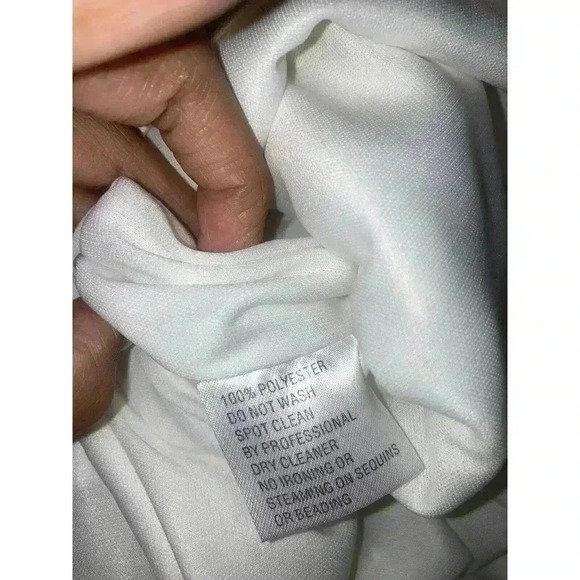 100% POLYESTER
DO NOT WASH
SPOT CLEAN
BY PROFESSIONAL
DRY CLEANER
NO IRONING OR
STEAMING ON SEQUINS
OR BEADING